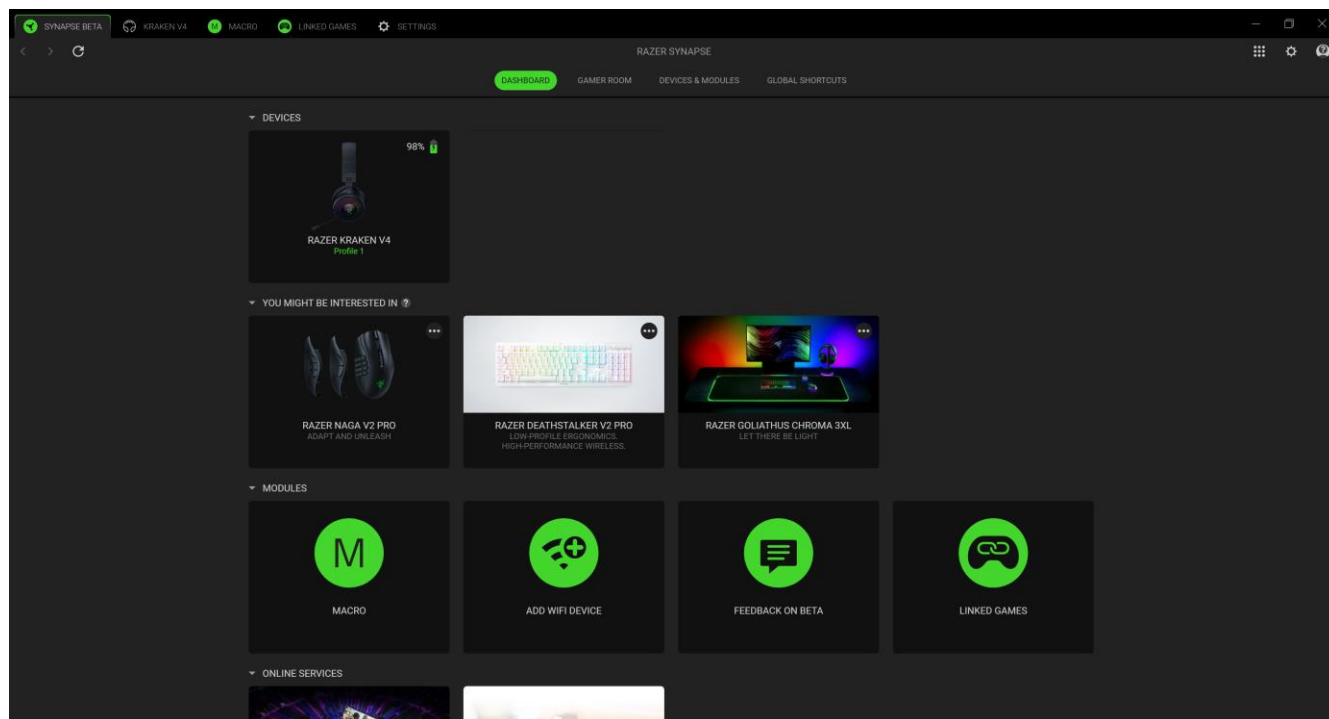 SYNAPSE BETA
KRAKEN V4
MACRO
LINKED GAMES
SETTINGS
RAZER SYNAPSE
DASHBOARD
GAMER ROOM
DEVICES & MODULES
GLOBAL SHORTCUTS
DEVICES
98%
RAZER KRAKEN V4
Profile 1
YOU MIGHT BE INTERESTED IN ?
RAZER NAGA V2 PRO
ADAPT AND UNLEASH
RAZER DEATHSTALKER V2 PRO
LOW-PROFILE ERGONOMICS.
HIGH-PERFORMANCE WIRELESS.
RAZER GOLIATHUS CHROMA 3XL
LET THERE BE LIGHT
MODULES
M
MACRO
ADD WIFI DEVICE
FEEDBACK ON BETA
LINKED GAMES
ONLINE SERVICES